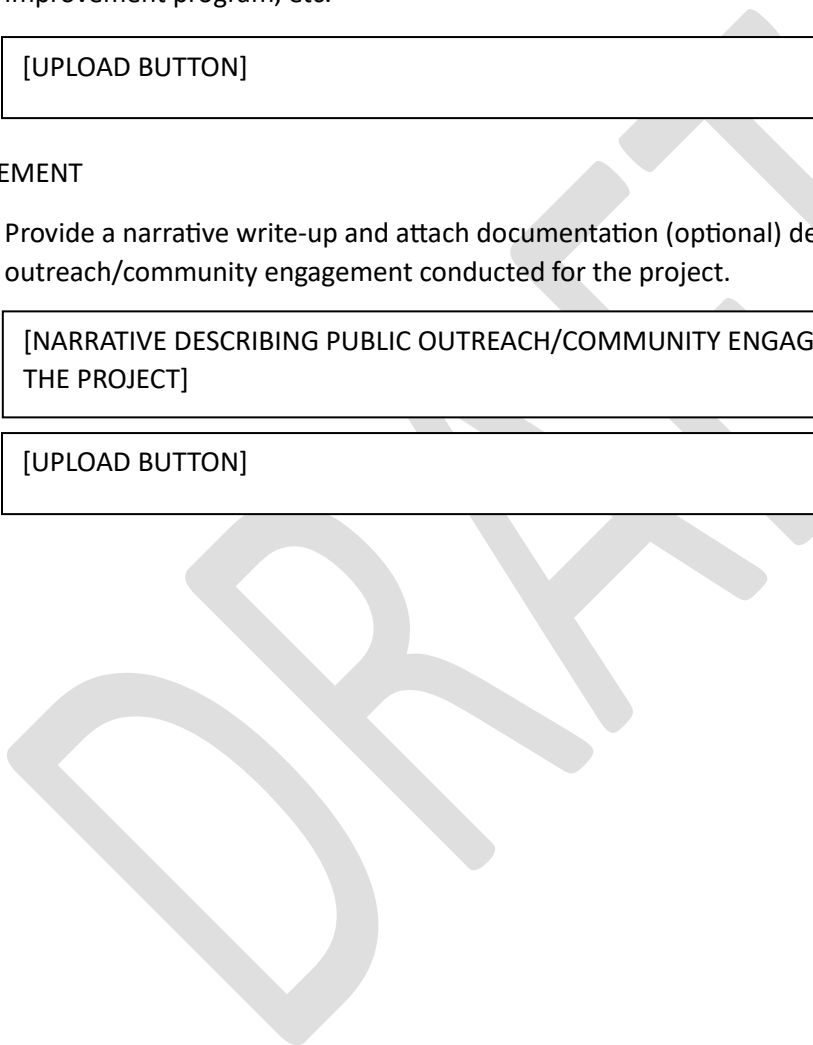 improvement program, etc.
[UPLOAD BUTTON]
EMENT
Provide a narrative write-up and attach documentation (optional) de
outreach/community engagement conducted for the project.
[NARRATIVE DESCRIBING PUBLIC OUTREACH/COMMUNITY ENGAG
THE PROJECT]
[UPLOAD BUTTON]
DRAFT